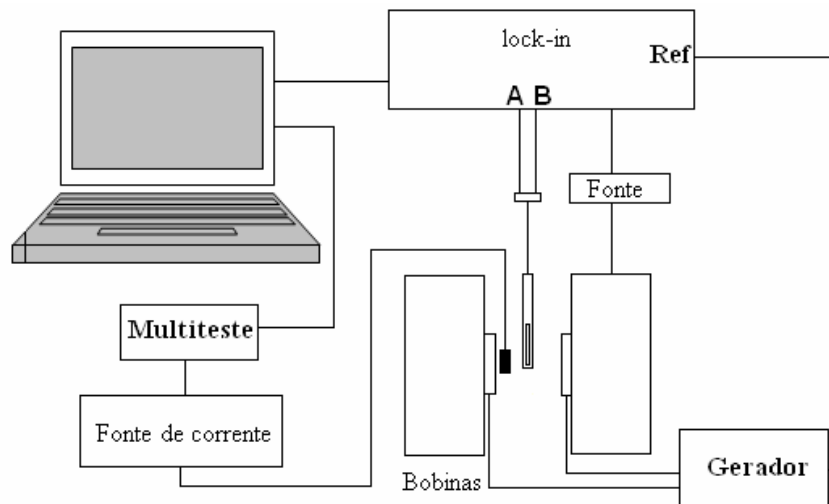 lock-in
Ref
A B
Fonte
Multiteste
Fonte de corrente
Bobinas
Gerador